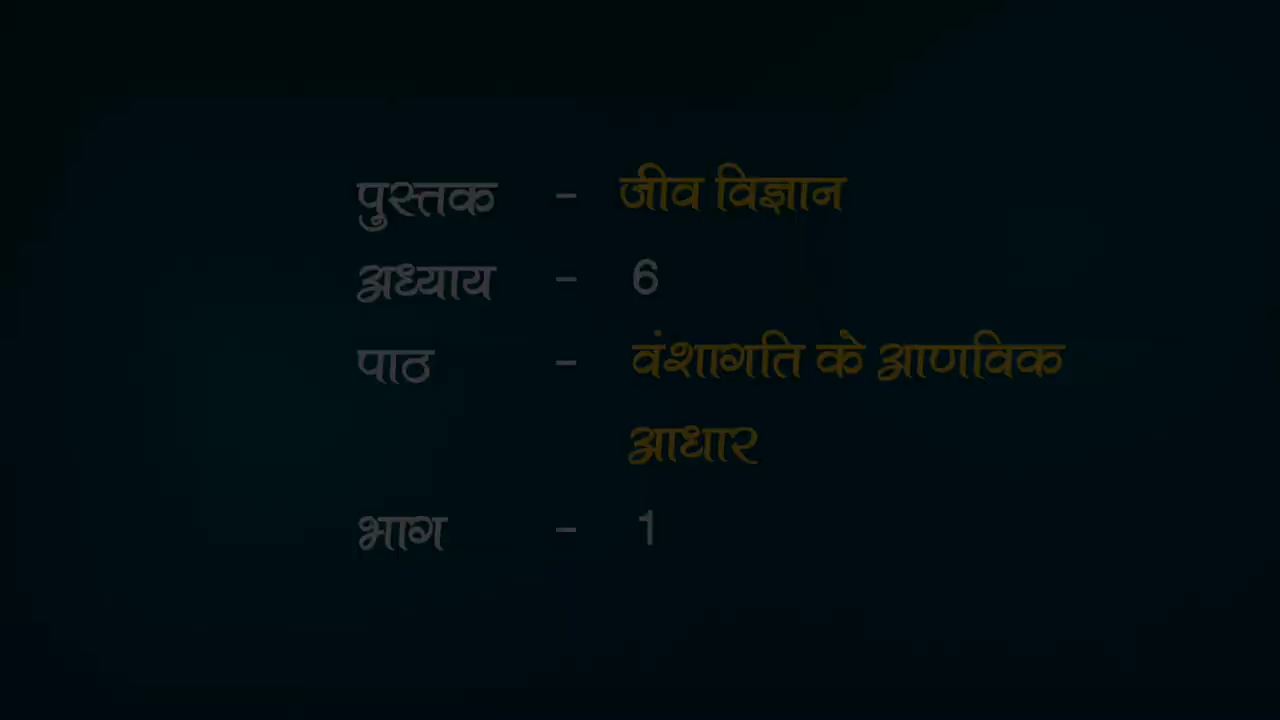 पुस्तक - जीव विज्ञान
अध्याय - 6
पाठ - वंशागति के आणविक
आधार
भाग - 1